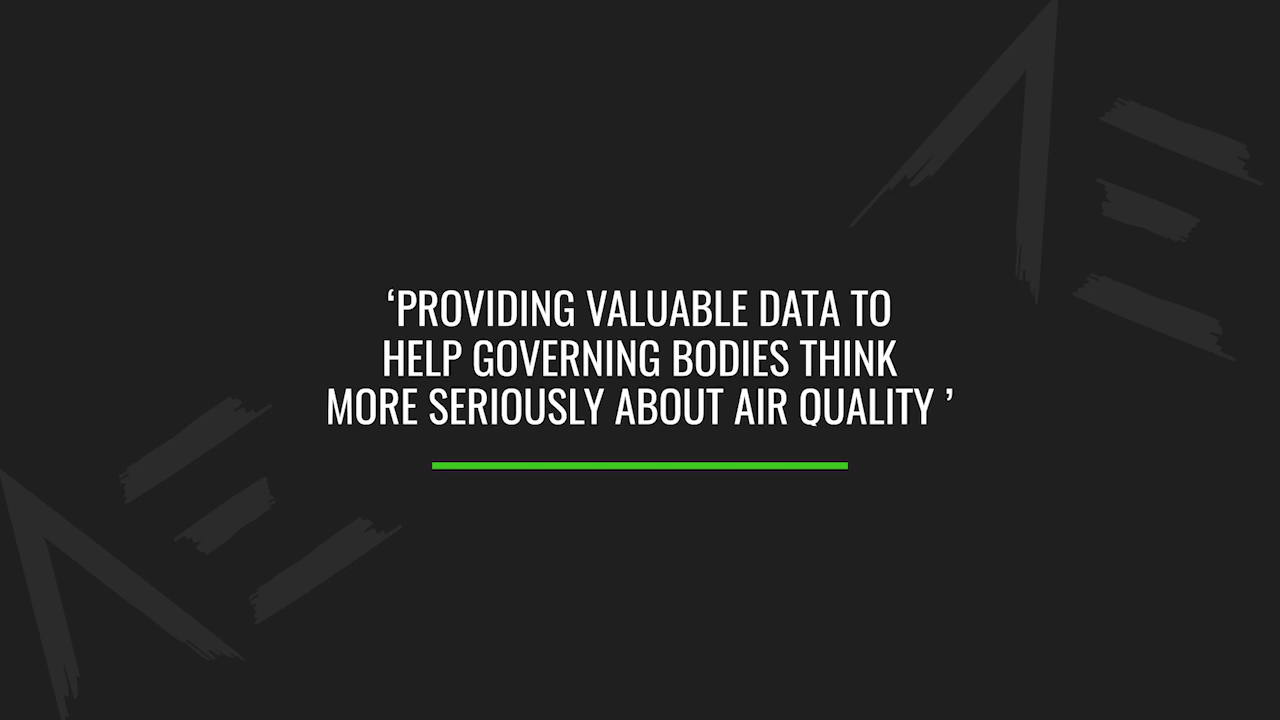 ‘PROVIDING VALUABLE DATA TO
HELP GOVERNING BODIES THINK
MORE SERIOUSLY ABOUT AIR QUALITY ’